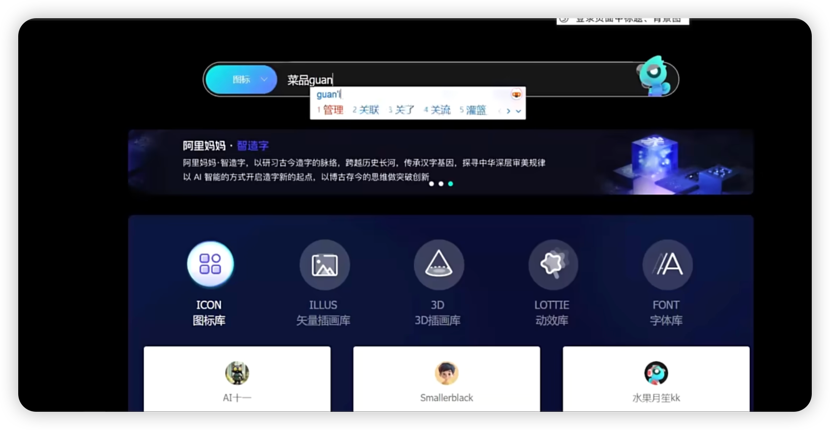 图标
菜品guan
guan'l
1 管理 2 关联 3 关了 4 关流 5 灌篮
阿里妈妈 · 智造字
阿里妈妈·智造字，以研习古今造字的脉络，跨越历史长河，传承汉字基因，探寻中华深层审美规律
以 AI 智能的方式开启造字新的起点，以博古存今的思维做突破创新
ICON ILLUS 3D LOTTIE FONT
图标库 矢量插画库 3D插画库 动效库 字体库
AI十一 Smallerblack 水果月笙kk